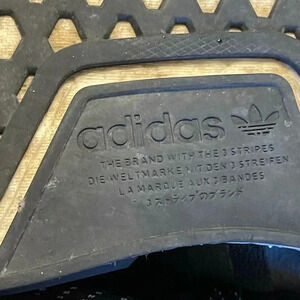 adidas
THE BRAND WITH THE 3 STRIPES
DIE WELTMARKE MIT DEN 3 STREIFEN
LA MARQUE AUX 3 BANDES
3ストライプのブランド